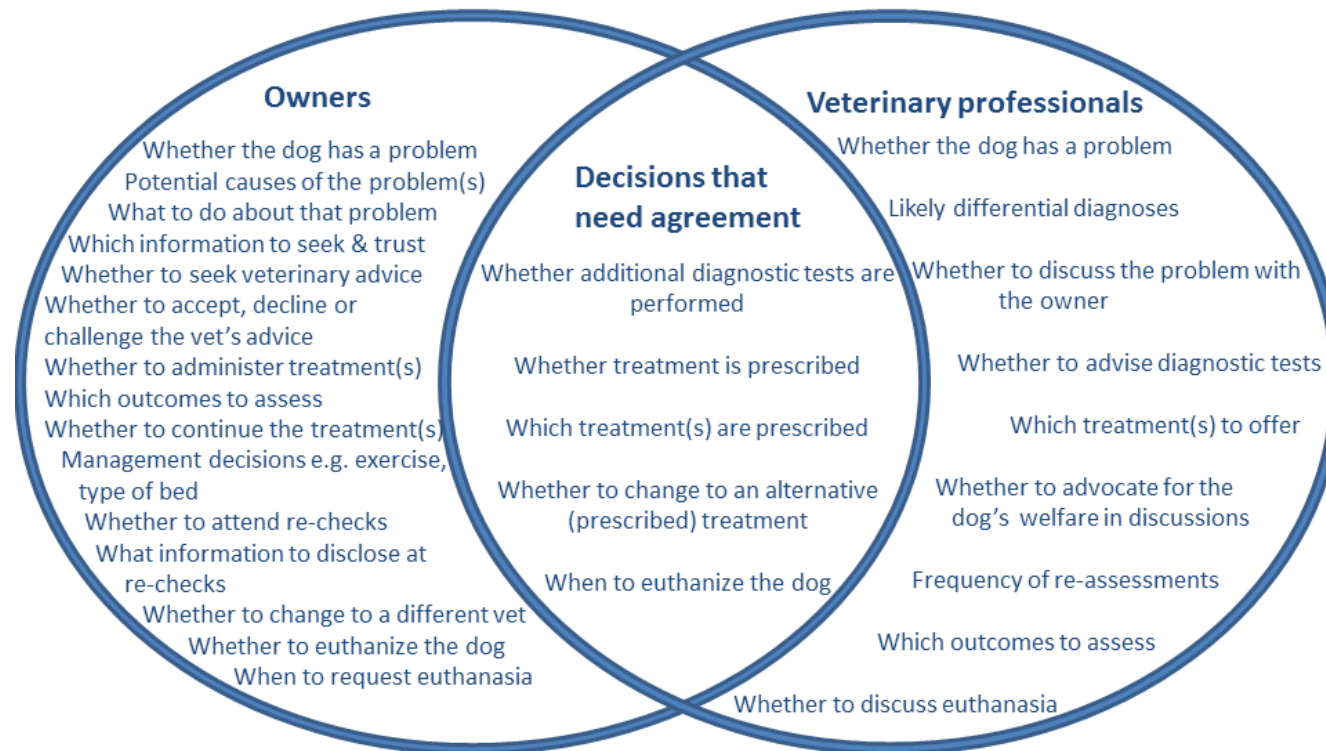 Owners
Whether the dog has a problem
Potential causes of the problem(s)
What to do about that problem
Which information to seek & trust
Whether to seek veterinary advice
Whether to accept, decline or
challenge the vet's advice
Whether to administer treatment(s)
Which outcomes to assess
Whether to continue the treatment(s)
Management decisions e.g. exercise,
type of bed
Whether to attend re-checks
What information to disclose at
re-checks
Whether to change to a different vet
Whether to euthanize the dog
When to request euthanasia
Decisions that
need agreement
Whether additional diagnostic tests are
performed
Whether treatment is prescribed
Which treatment(s) are prescribed
Whether to change to an alternative
(prescribed) treatment
When to euthanize the dog
Veterinary professionals
Whether the dog has a problem
Likely differential diagnoses
Whether to discuss the problem with
the owner
Whether to advise diagnostic tests
Which treatment(s) to offer
Whether to advocate for the
dog's welfare in discussions
Frequency of re-assessments
Which outcomes to assess
Whether to discuss euthanasia